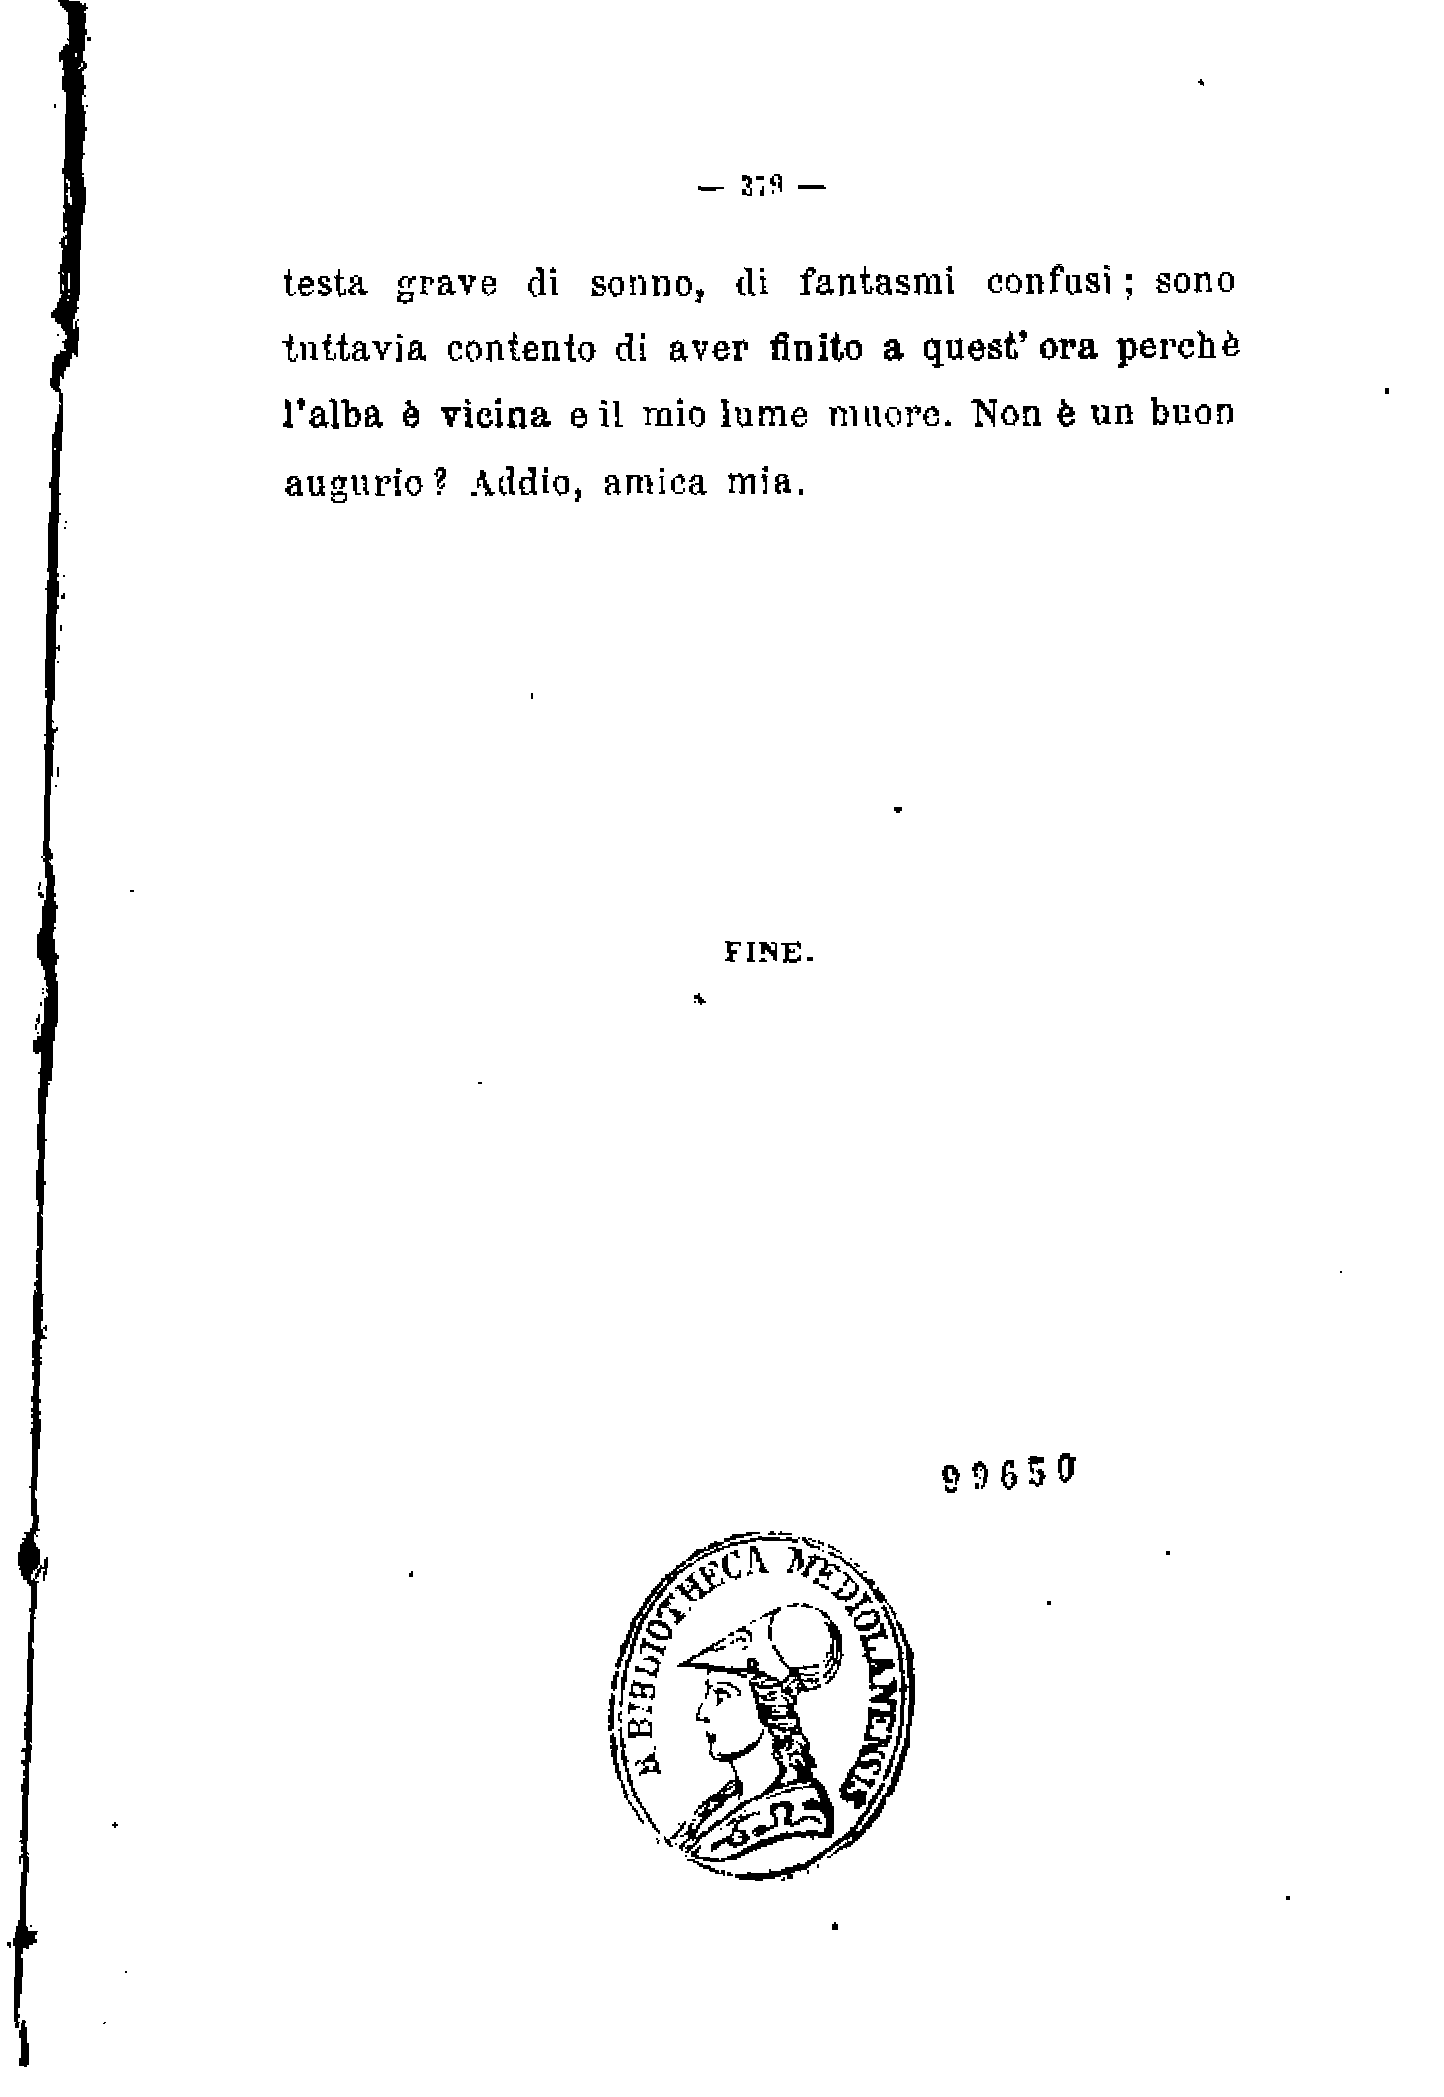 — 379 —
testa grave di sonno, di fantasmi confusi; sono
tuttavia contento di aver finito a quest' ora perchè
l'alba è vicina e il mio lume muore. Non è un buon
augurio? Addio, amica mia.
FINE.
99650
R. BIBLIOTHECA MEDIOLANENSIS